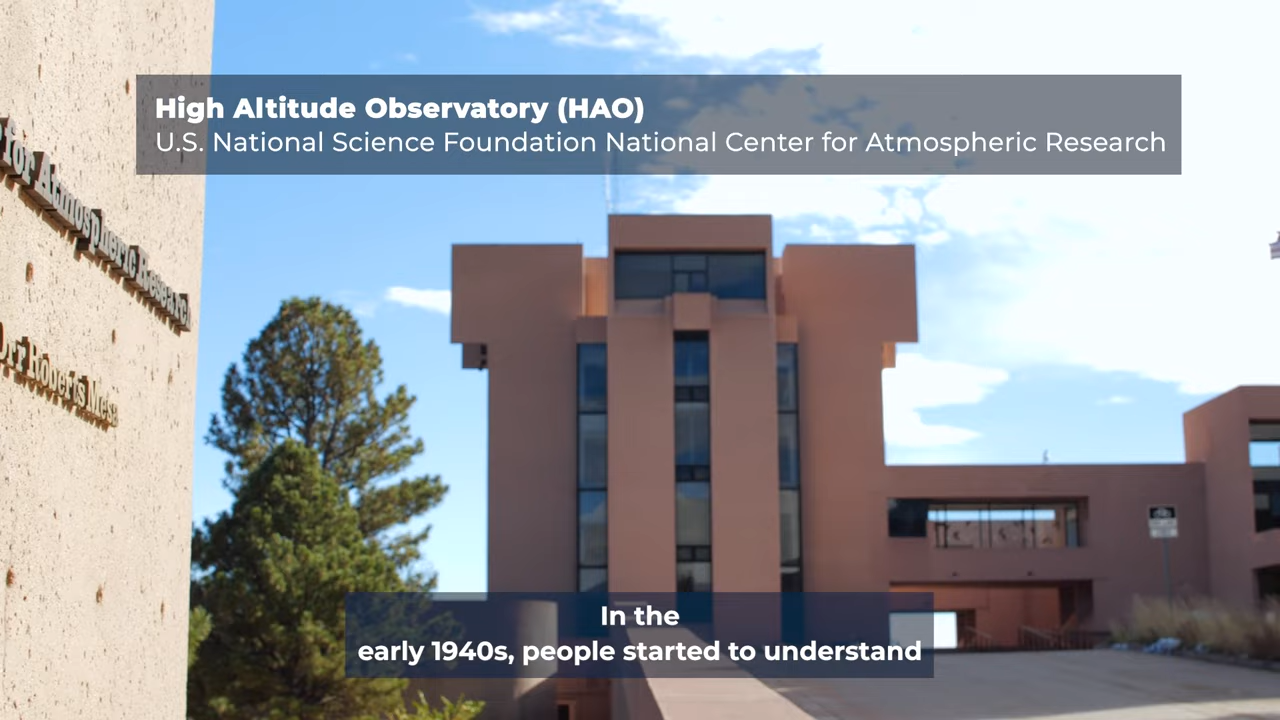 High Altitude Observatory (HAO)
U.S. National Science Foundation National Center for Atmospheric Research
for Atmospheric Research
Orr Roberts Mesa
In the
early 1940s, people started to understand